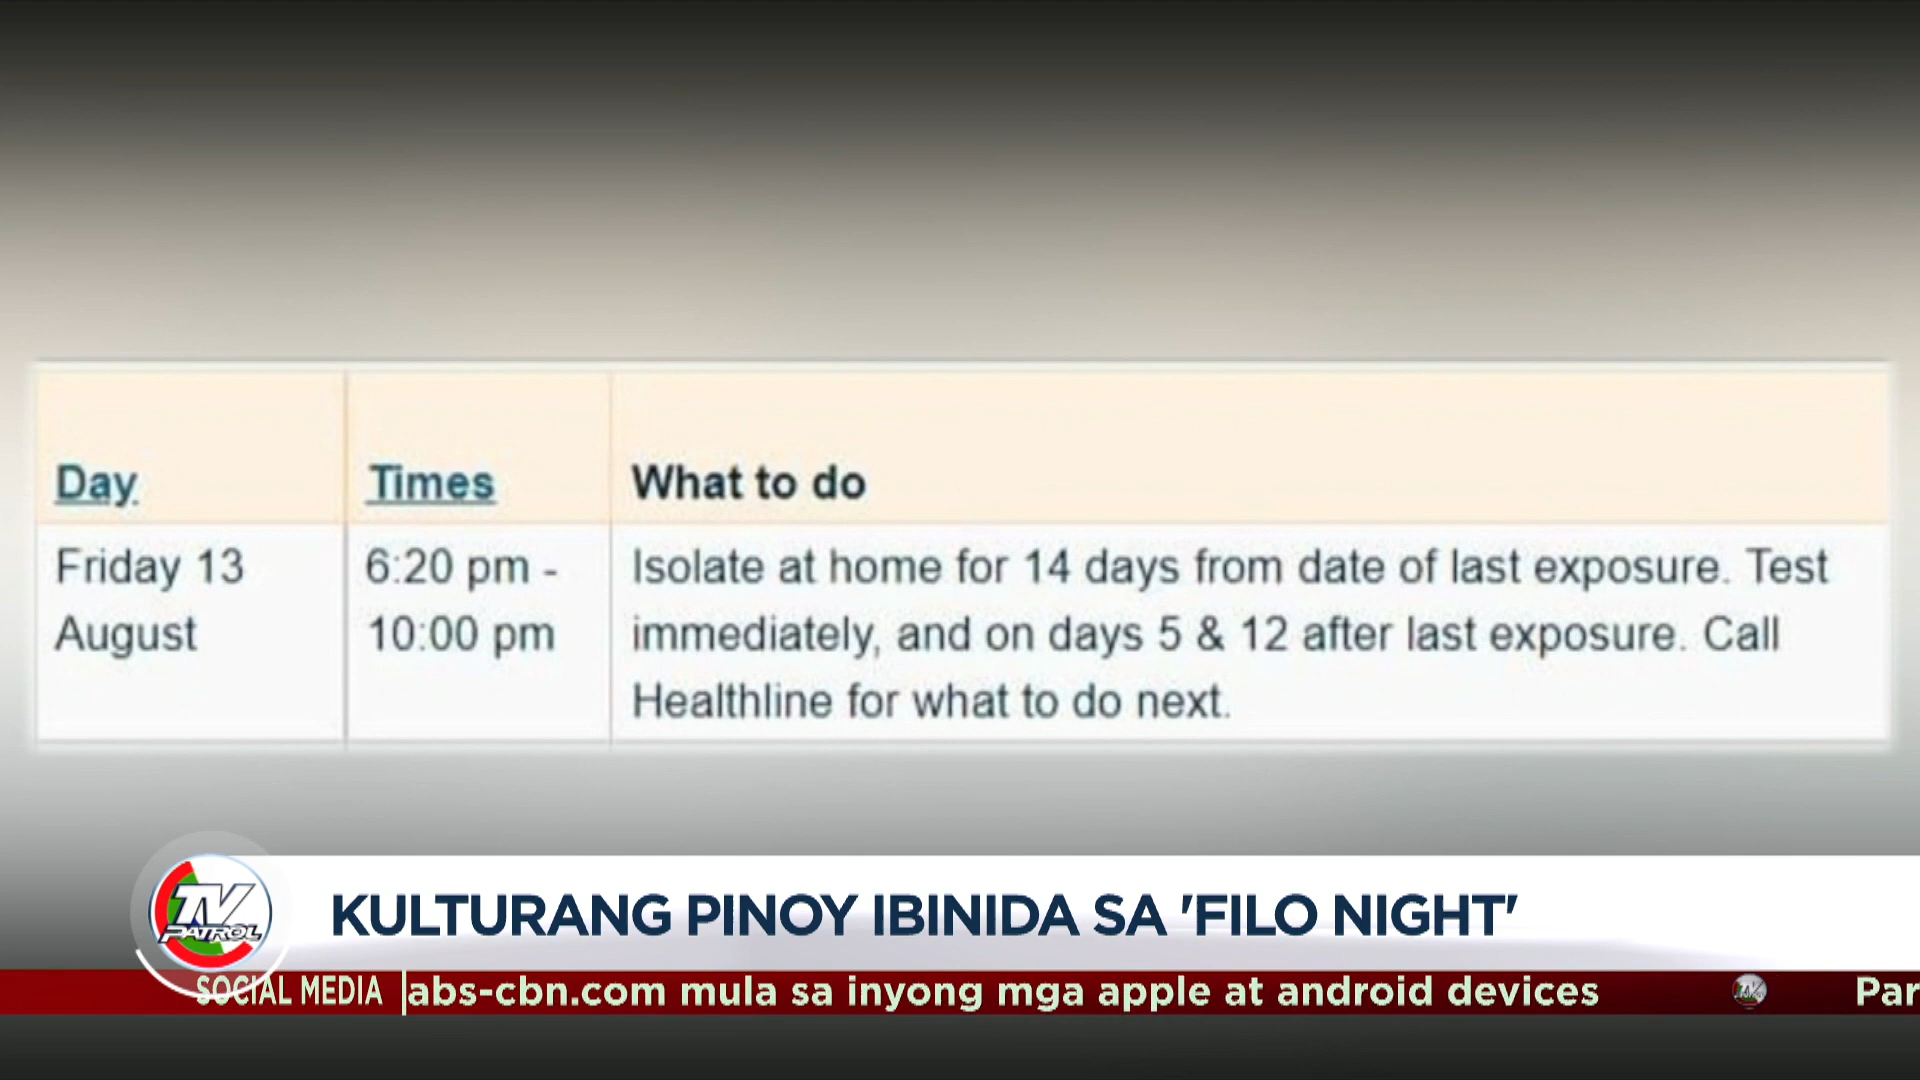 Day Times What to do
Friday 13 6:20 pm - Isolate at home for 14 days from date of last exposure. Test
August 10:00 pm immediately, and on days 5 & 12 after last exposure. Call
Healthline for what to do next.
TV
PATROL
KULTURANG PINOY IBINIDA SA 'FILO NIGHT'
SOCIAL MEDIA abs-cbn.com mula sa inyong mga apple at android devices Par